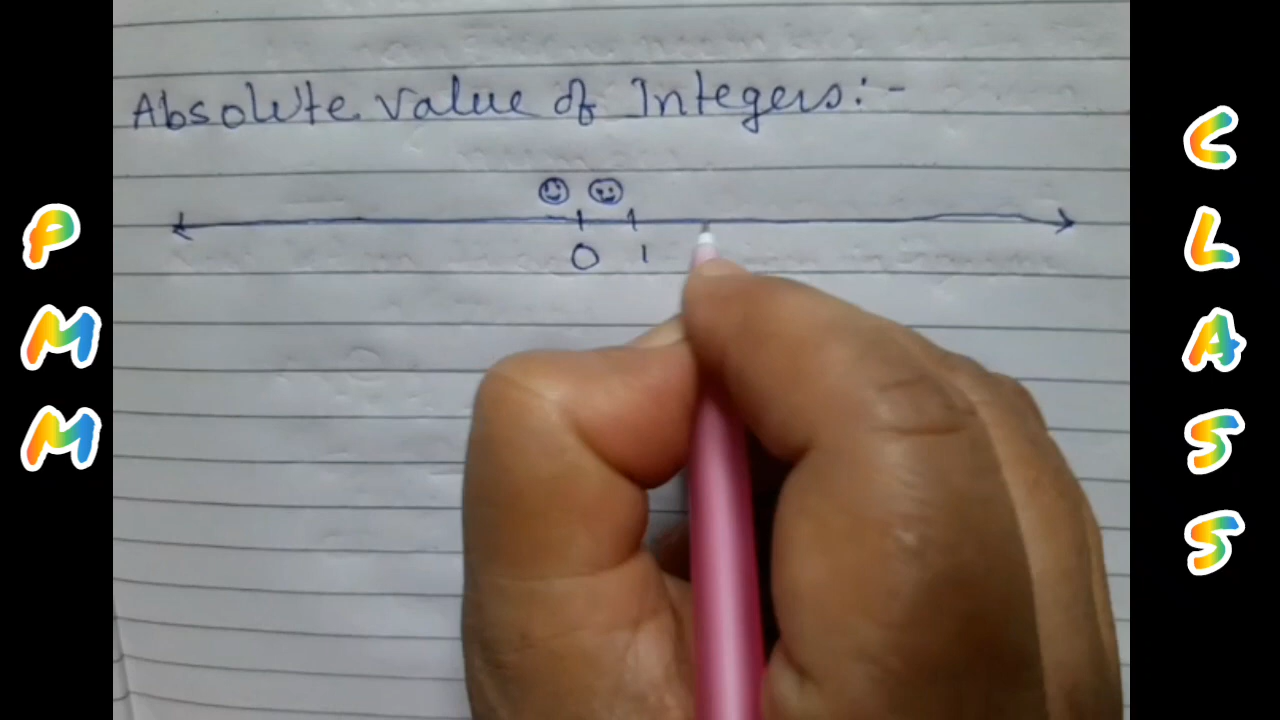 Absolute value of Integers:-
0 1
PMM
CLASS